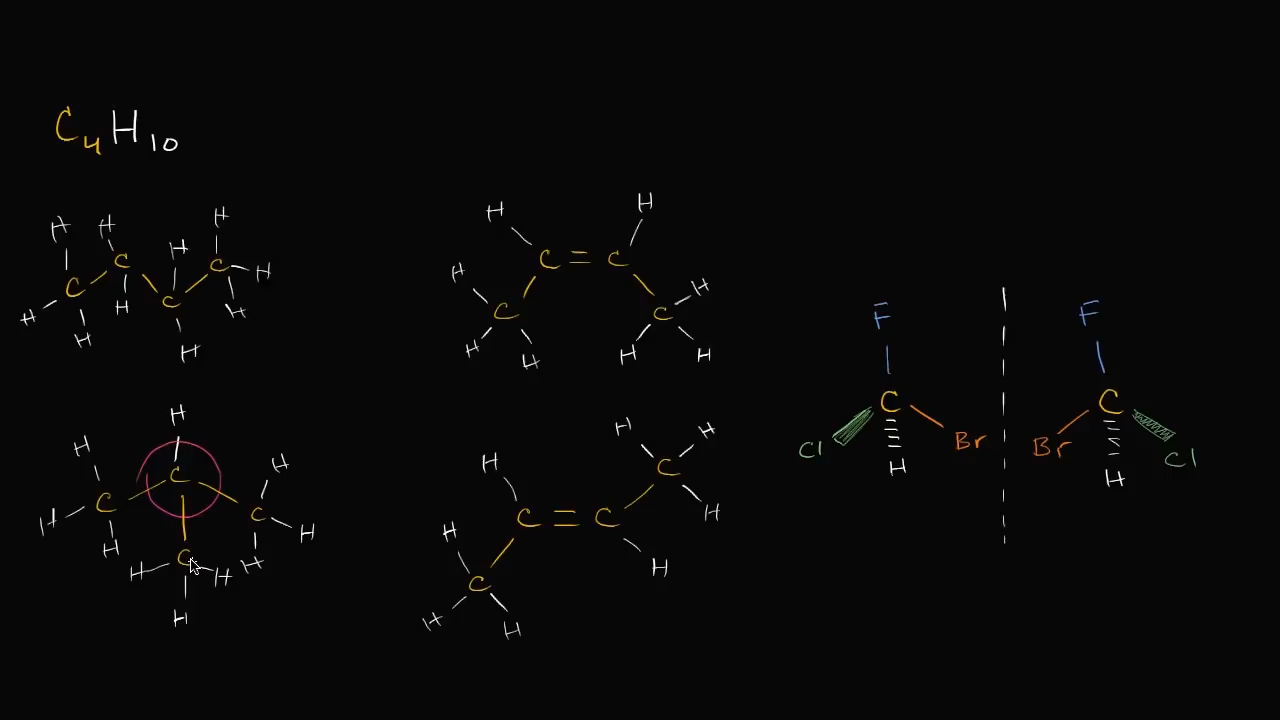 C4H10
H H H H
C C C C H
H H H H H
H
H H H
C C C H
H C H H H
H H
H H H
C = C
H C C H
H H H H
H H H
C = C C H
H C H
H H
F
C
Cl Br
H
F
C
Br Cl
H